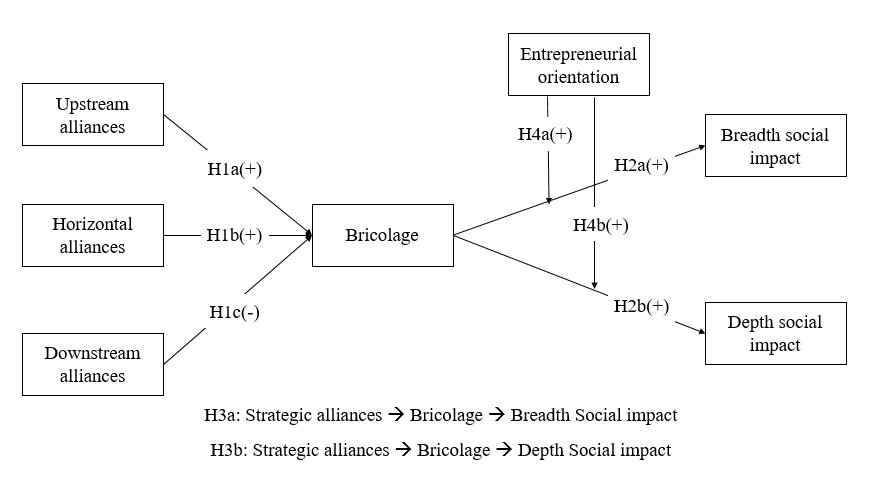 Entrepreneurial
orientation
Upstream
alliances
H4a(+)
Breadth social
impact
H1a(+)
H2a(+)
Horizontal
alliances
H1b(+)
Bricolage
H4b(+)
H1c(-)
H2b(+)
Downstream
alliances
Depth social
impact
H3a: Strategic alliances → Bricolage → Breadth Social impact
H3b: Strategic alliances → Bricolage → Depth Social impact